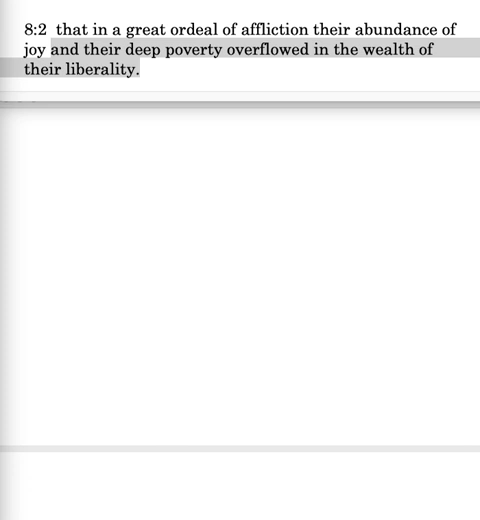 8:2 that in a great ordeal of affliction their abundance of
joy and their deep poverty overflowed in the wealth of
their liberality.